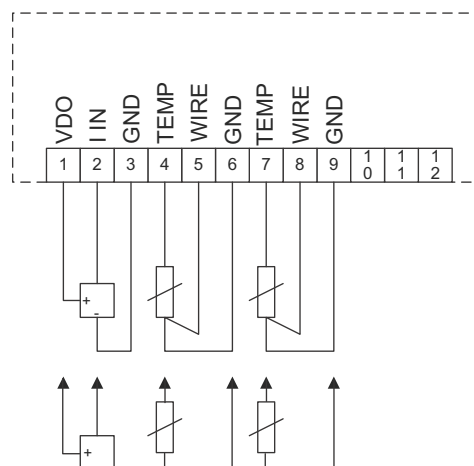 VDO I IN GND TEMP WIRE GND TEMP WIRE GND
1 2 3 4 5 6 7 8 9 10 11 12
+ -
+